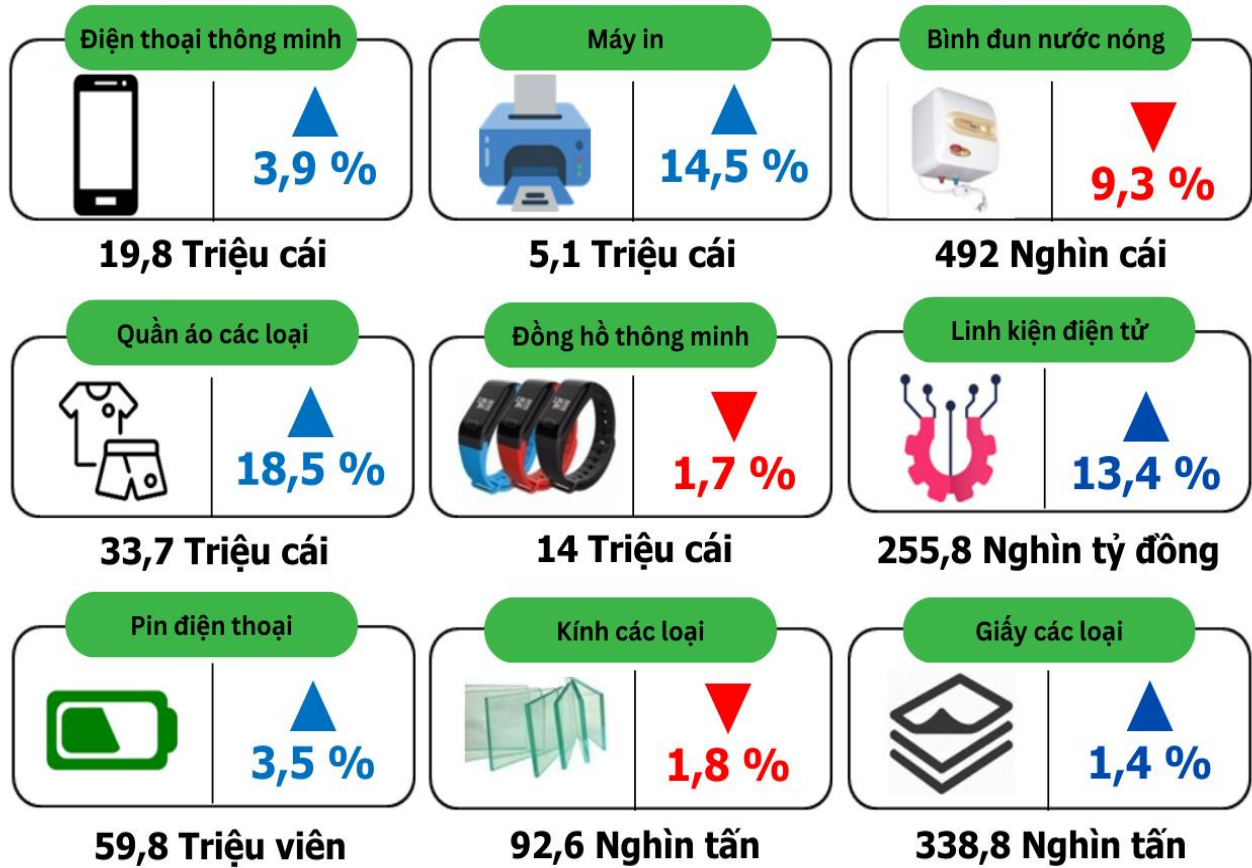 Điện thoại thông minh
3,9 %
19,8 Triệu cái
Máy in
14,5 %
5,1 Triệu cái
Bình đun nước nóng
9,3 %
492 Nghìn cái
Quần áo các loại
18,5 %
33,7 Triệu cái
Đồng hồ thông minh
1,7 %
14 Triệu cái
Linh kiện điện tử
13,4 %
255,8 Nghìn tỷ đồng
Pin điện thoại
3,5 %
59,8 Triệu viên
Kính các loại
1,8 %
92,6 Nghìn tấn
Giấy các loại
1,4 %
338,8 Nghìn tấn